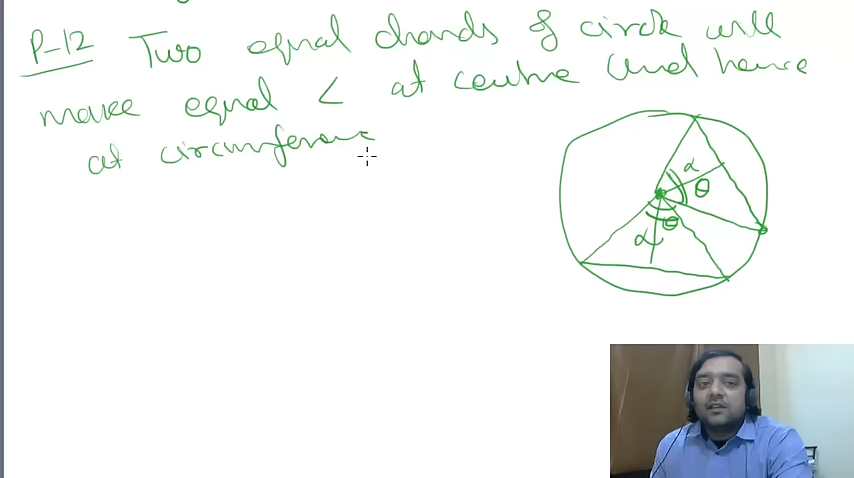 P-12 Two equal chords of circle will
make equal < at centre (and hence
at circumference
α
θ
θ
α